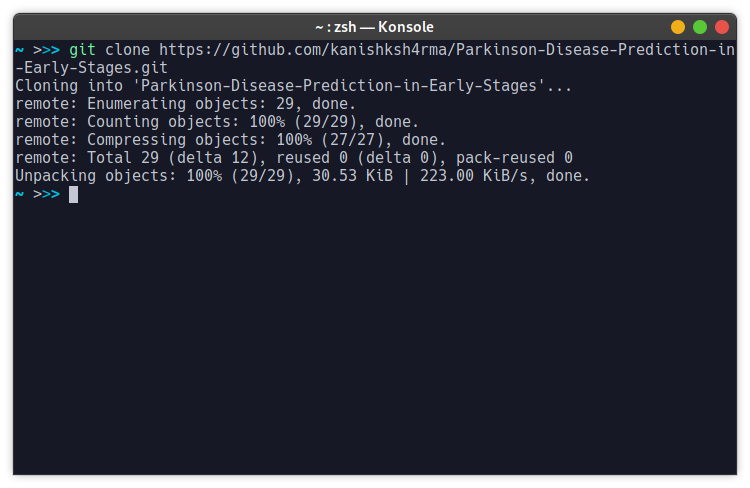 ~ : zsh — Konsole
~ >>> git clone https://github.com/kanishksh4rma/Parkinson-Disease-Prediction-in
-Early-Stages.git
Cloning into 'Parkinson-Disease-Prediction-in-Early-Stages'...
remote: Enumerating objects: 29, done.
remote: Counting objects: 100% (29/29), done.
remote: Compressing objects: 100% (27/27), done.
remote: Total 29 (delta 12), reused 0 (delta 0), pack-reused 0
Unpacking objects: 100% (29/29), 30.53 KiB | 223.00 KiB/s, done.
~ >>>